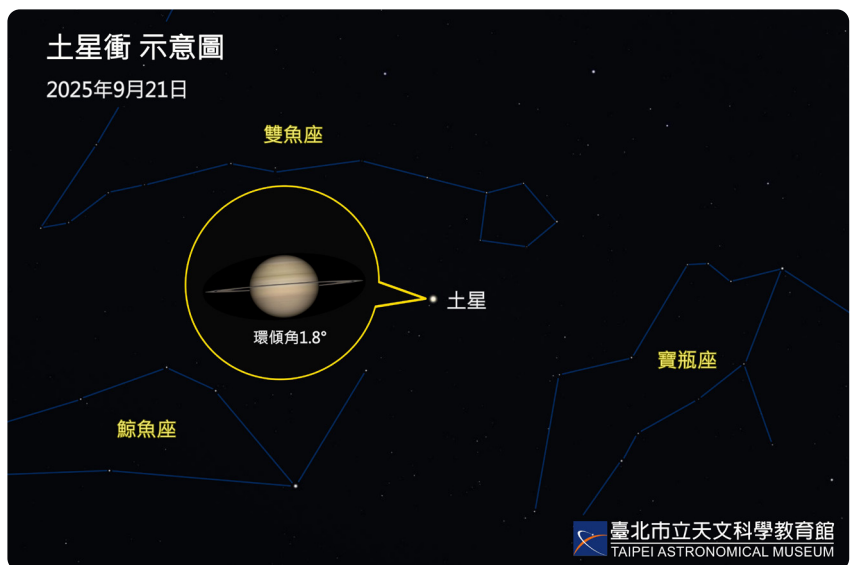 土星衝 示意圖
2025年9月21日
雙魚座
土星
環傾角1.8°
寶瓶座
鯨魚座
臺北市立天文科學教育館
TAIPEI ASTRONOMICAL MUSEUM